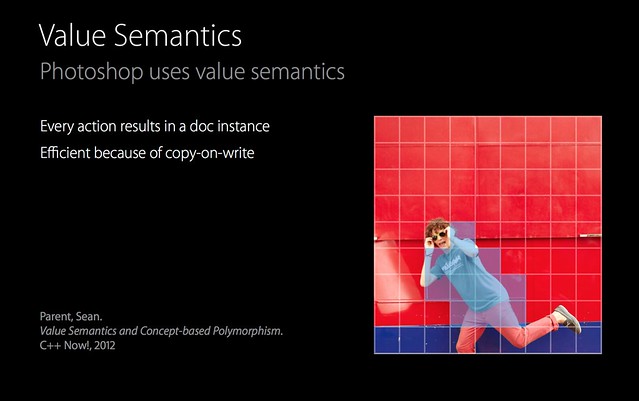 Value Semantics
Photoshop uses value semantics
Every action results in a doc instance
Efficient because of copy-on-write
Parent, Sean.
Value Semantics and Concept-based Polymorphism.
C++ Now!, 2012